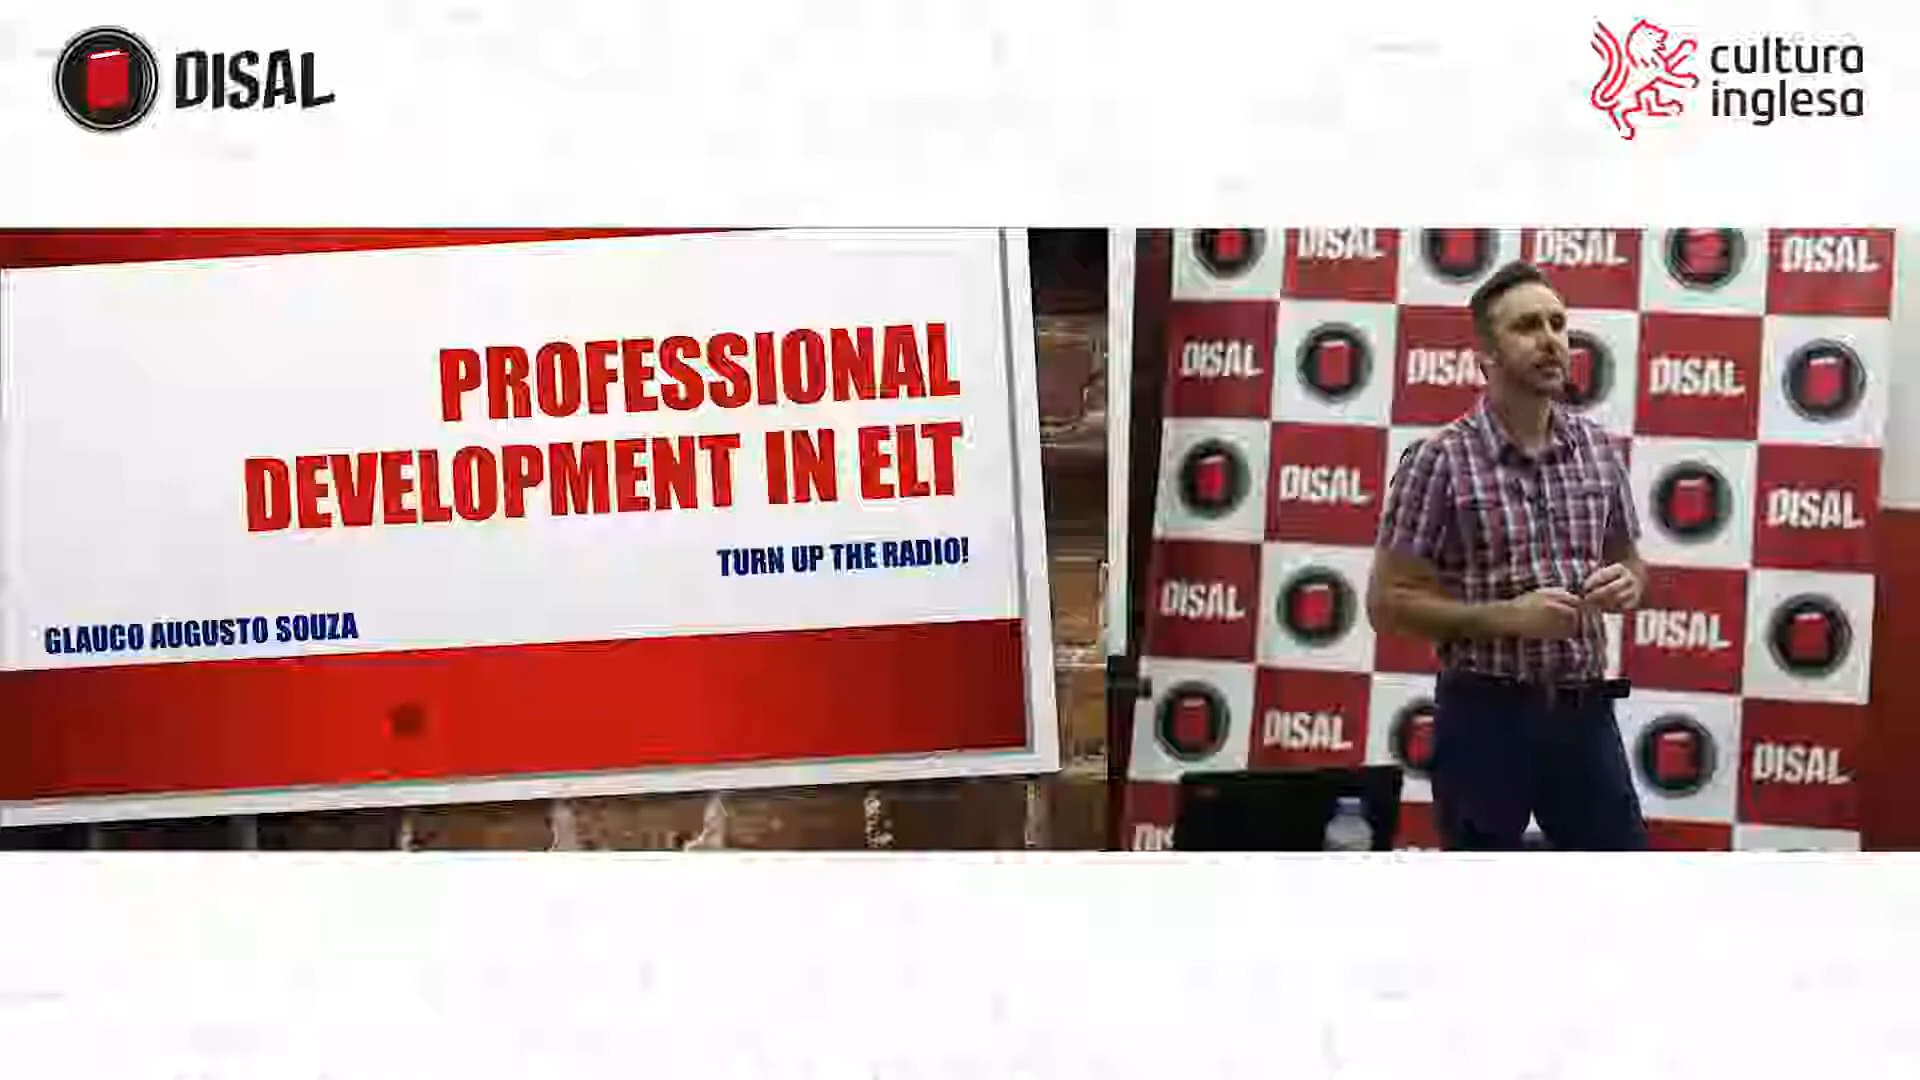 DISAL
cultura
inglesa
PROFESSIONAL
DEVELOPMENT IN ELT
TURN UP THE RADIO!
GLAUCO AUGUSTO SOUZA
DISAL DISAL DISAL
DISAL DISAL DISAL
DISAL DISAL
DISAL DISAL
DISAL DISAL
DIS